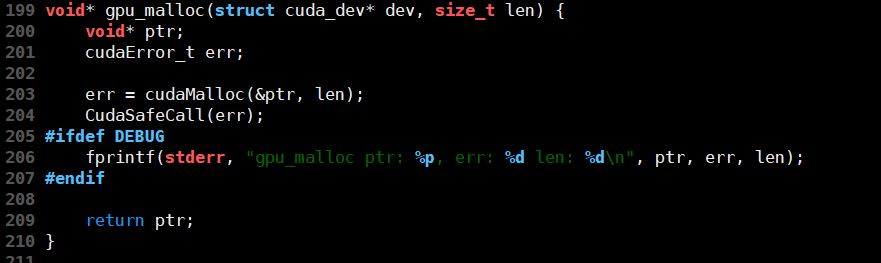 199 void* gpu_malloc(struct cuda_dev* dev, size_t len) {
200     void* ptr;
201     cudaError_t err;
202
203     err = cudaMalloc(&ptr, len);
204     CudaSafeCall(err);
205 #ifdef DEBUG
206     fprintf(stderr, "gpu_malloc ptr: %p, err: %d len: %d\n", ptr, err, len);
207 #endif
208
209     return ptr;
210 }
211